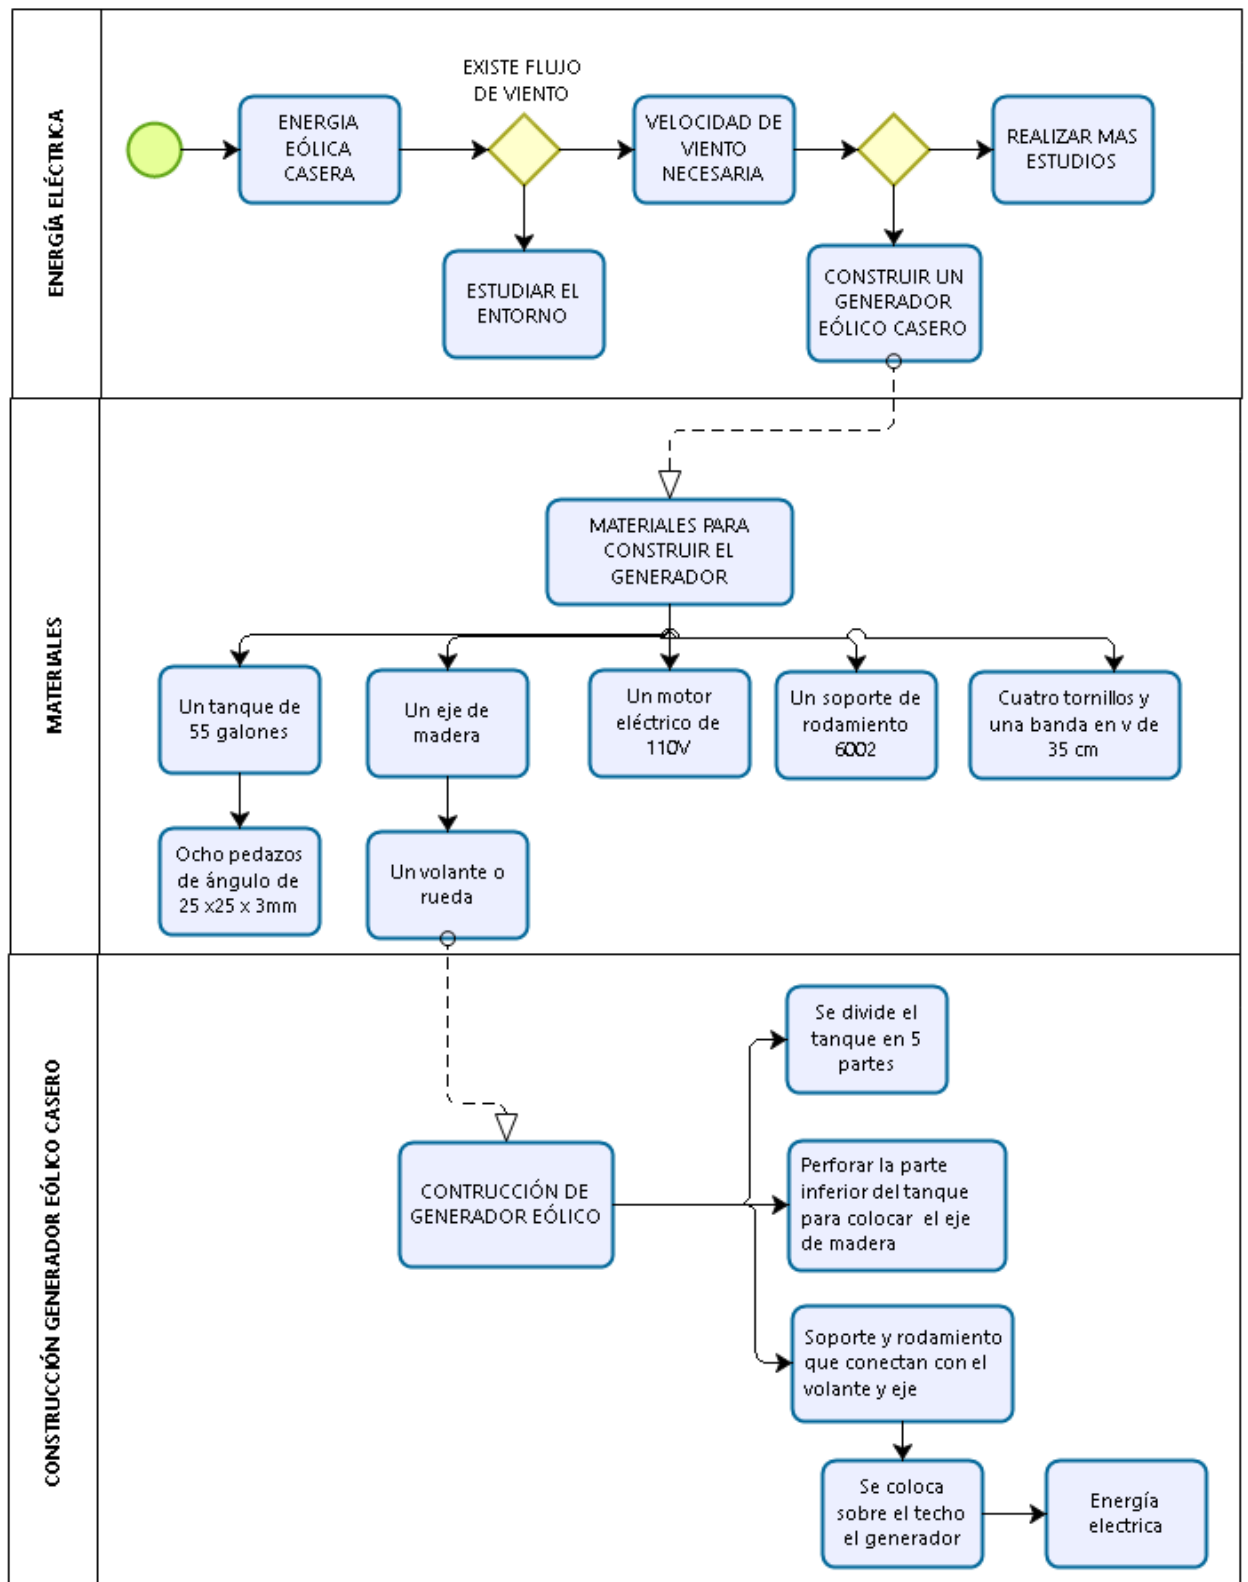 ENERGÍA ELÉCTRICA
EXISTE FLUJO
DE VIENTO
ENERGIA
EÓLICA
CASERA
VELOCIDAD DE
VIENTO
NECESARIA
REALIZAR MAS
ESTUDIOS
ESTUDIAR EL
ENTORNO
CONSTRUIR UN
GENERADOR
EÓLICO CASERO
MATERIALES
MATERIALES PARA
CONSTRUIR EL
GENERADOR
Un tanque de
55 galones
Un eje de
madera
Un motor
eléctrico de
110V
Un soporte de
rodamiento
6002
Cuatro tornillos y
una banda en v de
35 cm
Ocho pedazos
de ángulo de
25 x25 x 3mm
Un volante o
rueda
CONSTRUCCIÓN GENERADOR EÓLICO CASERO
Se divide el
tanque en 5
partes
CONTRUCCIÓN DE
GENERADOR EÓLICO
Perforar la parte
inferior del tanque
para colocar el eje
de madera
Soporte y rodamiento
que conectan con el
volante y eje
Se coloca
sobre el techo
el generador
Energía
electrica